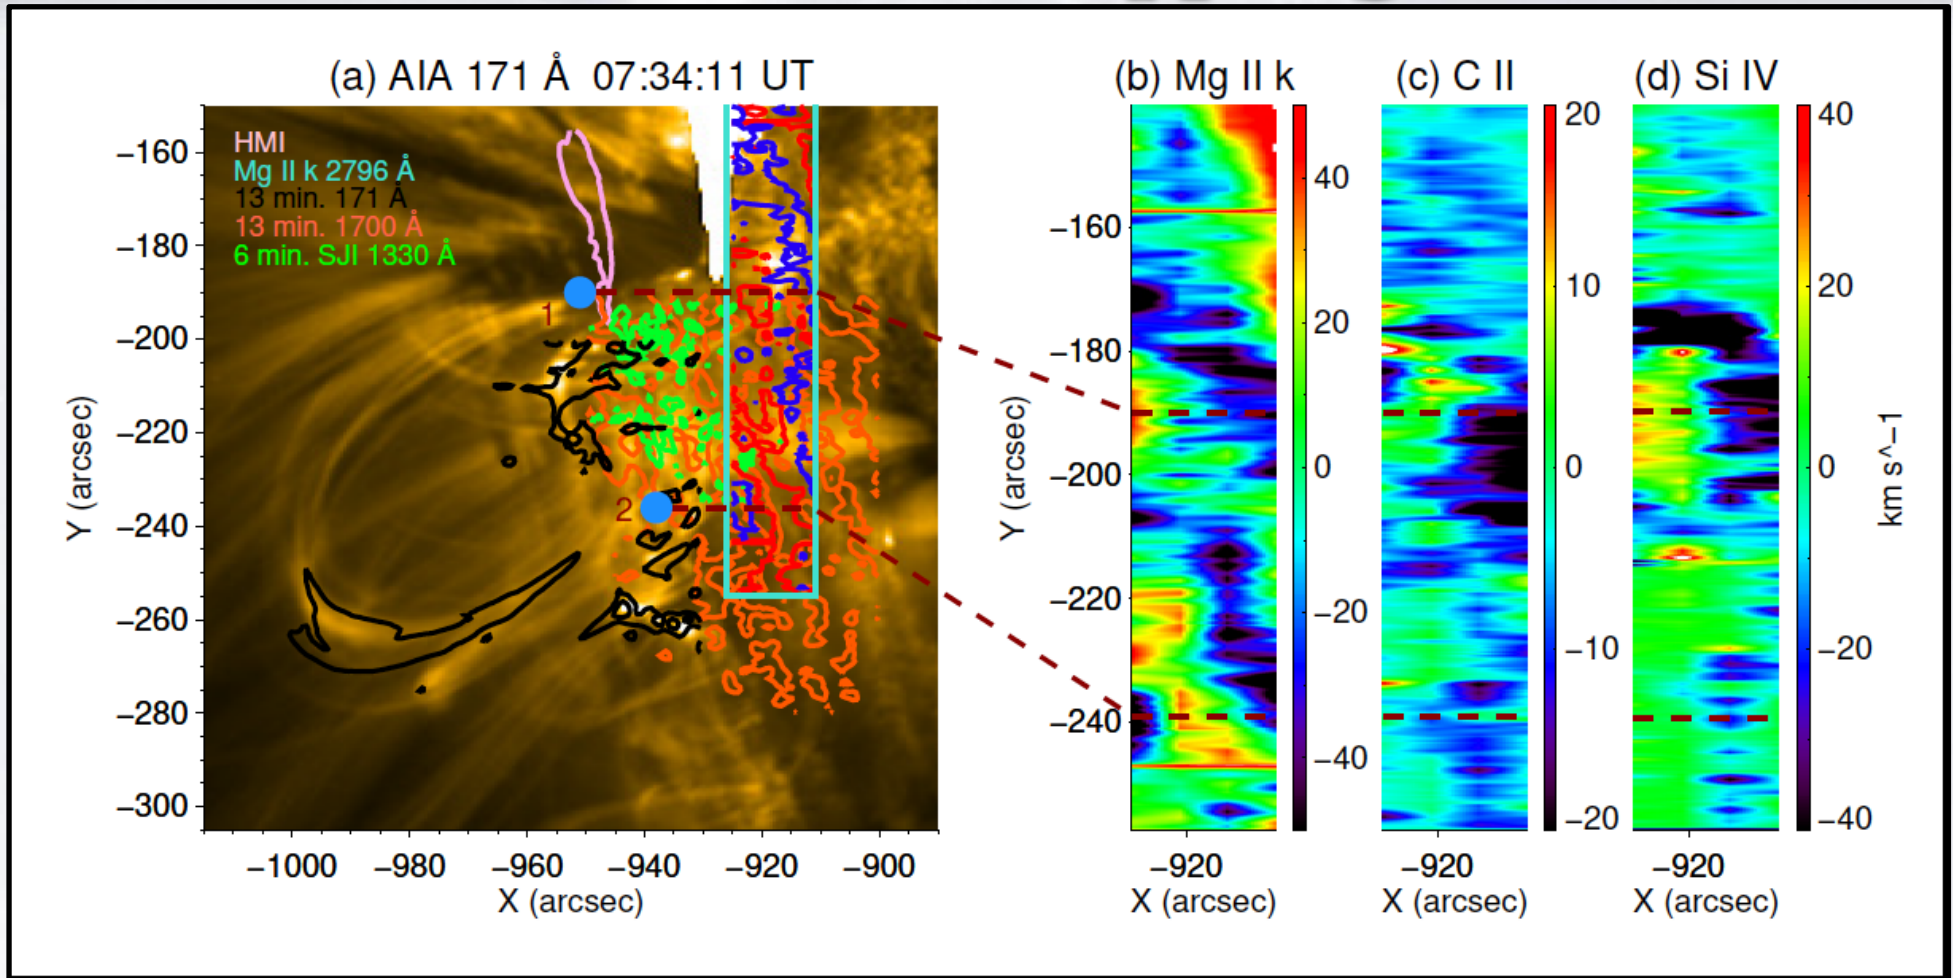 (a) AIA 171 Å 07:34:11 UT
HMI
Mg II k 2796 Å
13 min. 171 Å
13 min. 1700 Å
6 min. SJI 1330 Å
1
2
Y (arcsec)
−160
−180
−200
−220
−240
−260
−280
−300
−1000 −980 −960 −940 −920 −900
X (arcsec)
(b) Mg II k
Y (arcsec)
−160
−180
−200
−220
−240
−920
X (arcsec)
40
20
0
−20
−40
(c) C II
−920
X (arcsec)
20
10
0
−10
−20
(d) Si IV
−920
X (arcsec)
40
20
0
−20
−40
km s^−1